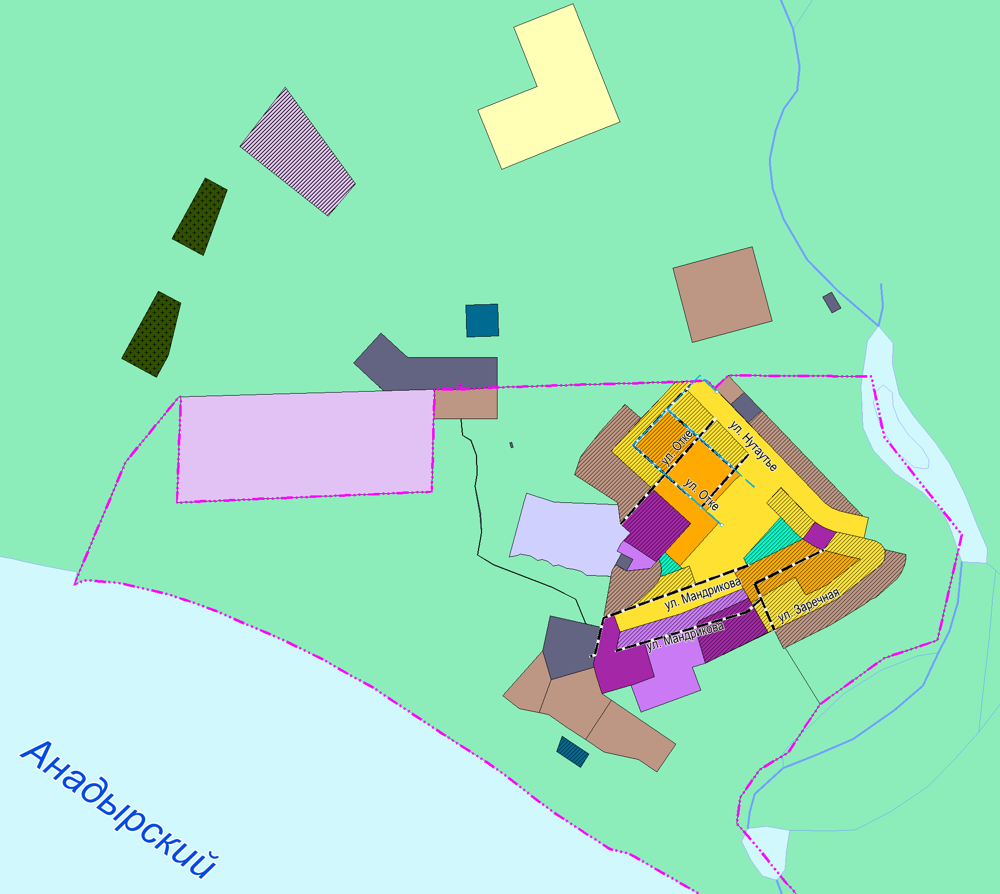 ул. Нутаутье
ул. Отке
ул. Отке
ул. Мандрикова
ул. Заречная
ул. Мандрикова
Анадырский